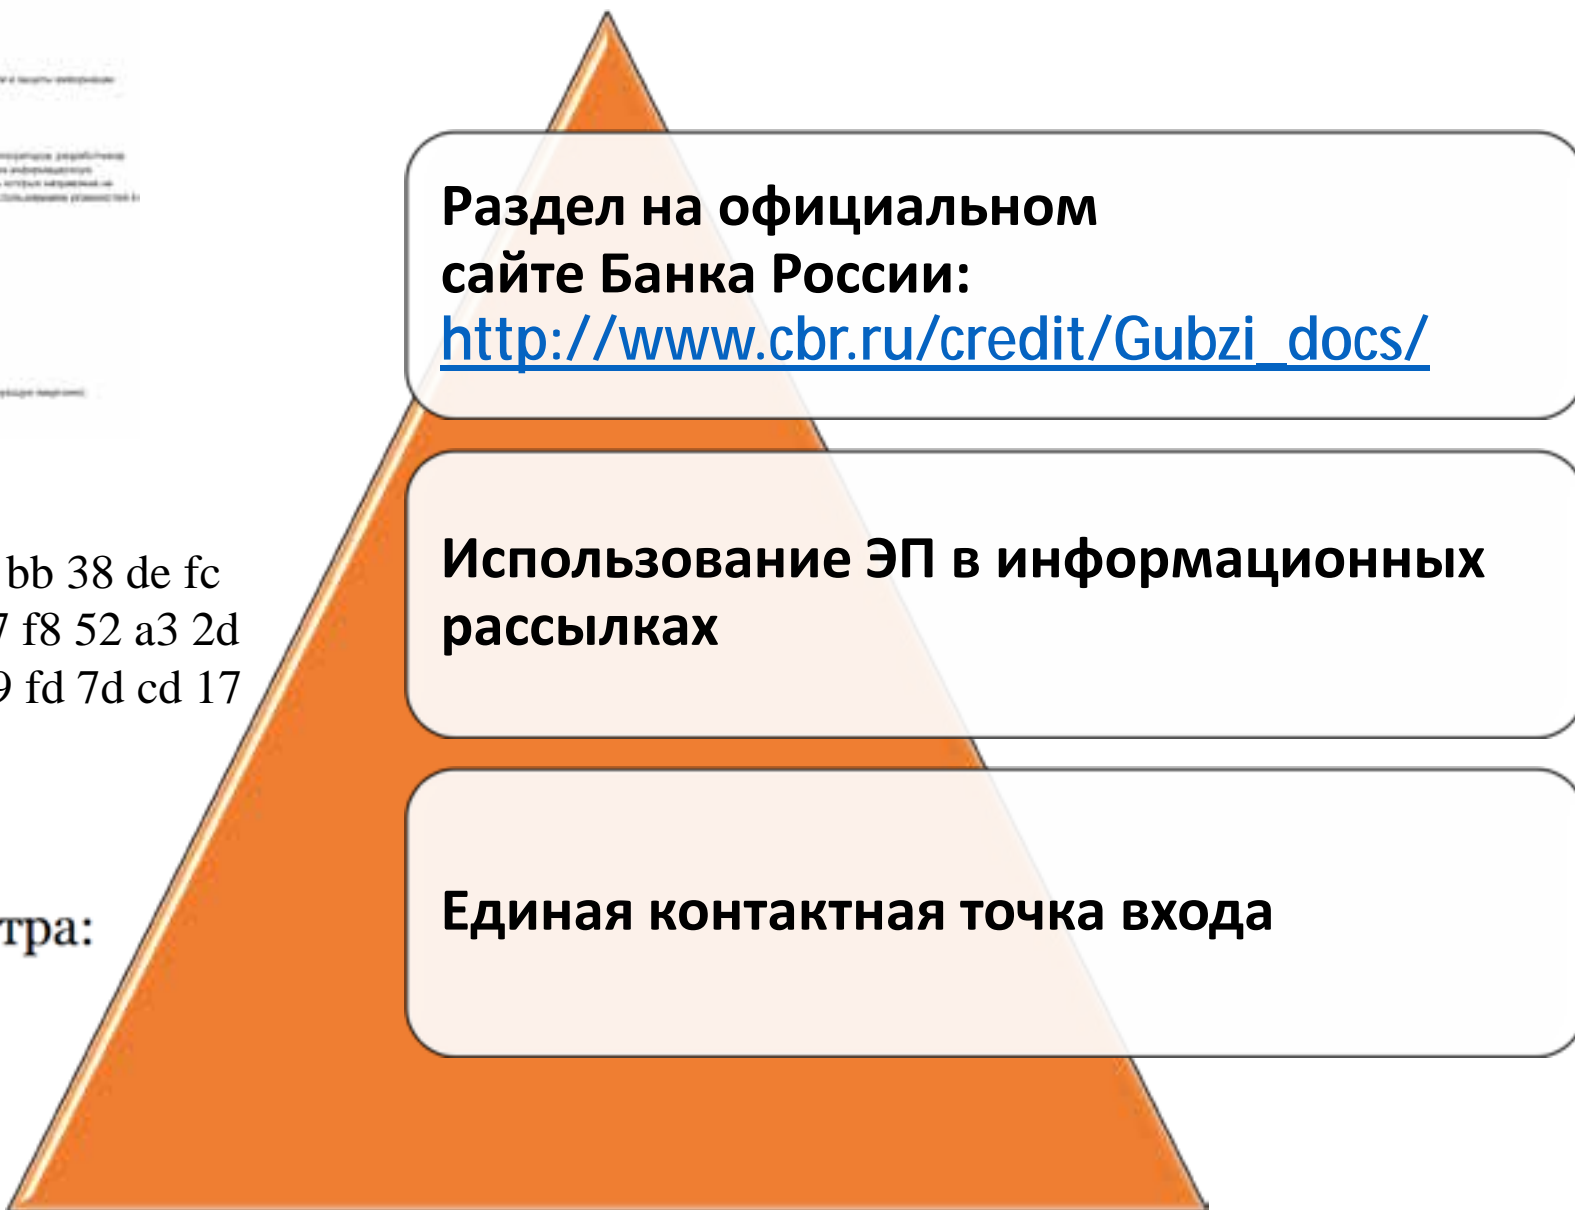 Раздел на официальном
сайте Банка России:
http://www.cbr.ru/credit/Gubzi_docs/
bb 38 de fc
f8 52 a3 2d
fd 7d cd 17
Использование ЭП в информационных
рассылках
тра:
Единая контактная точка входа